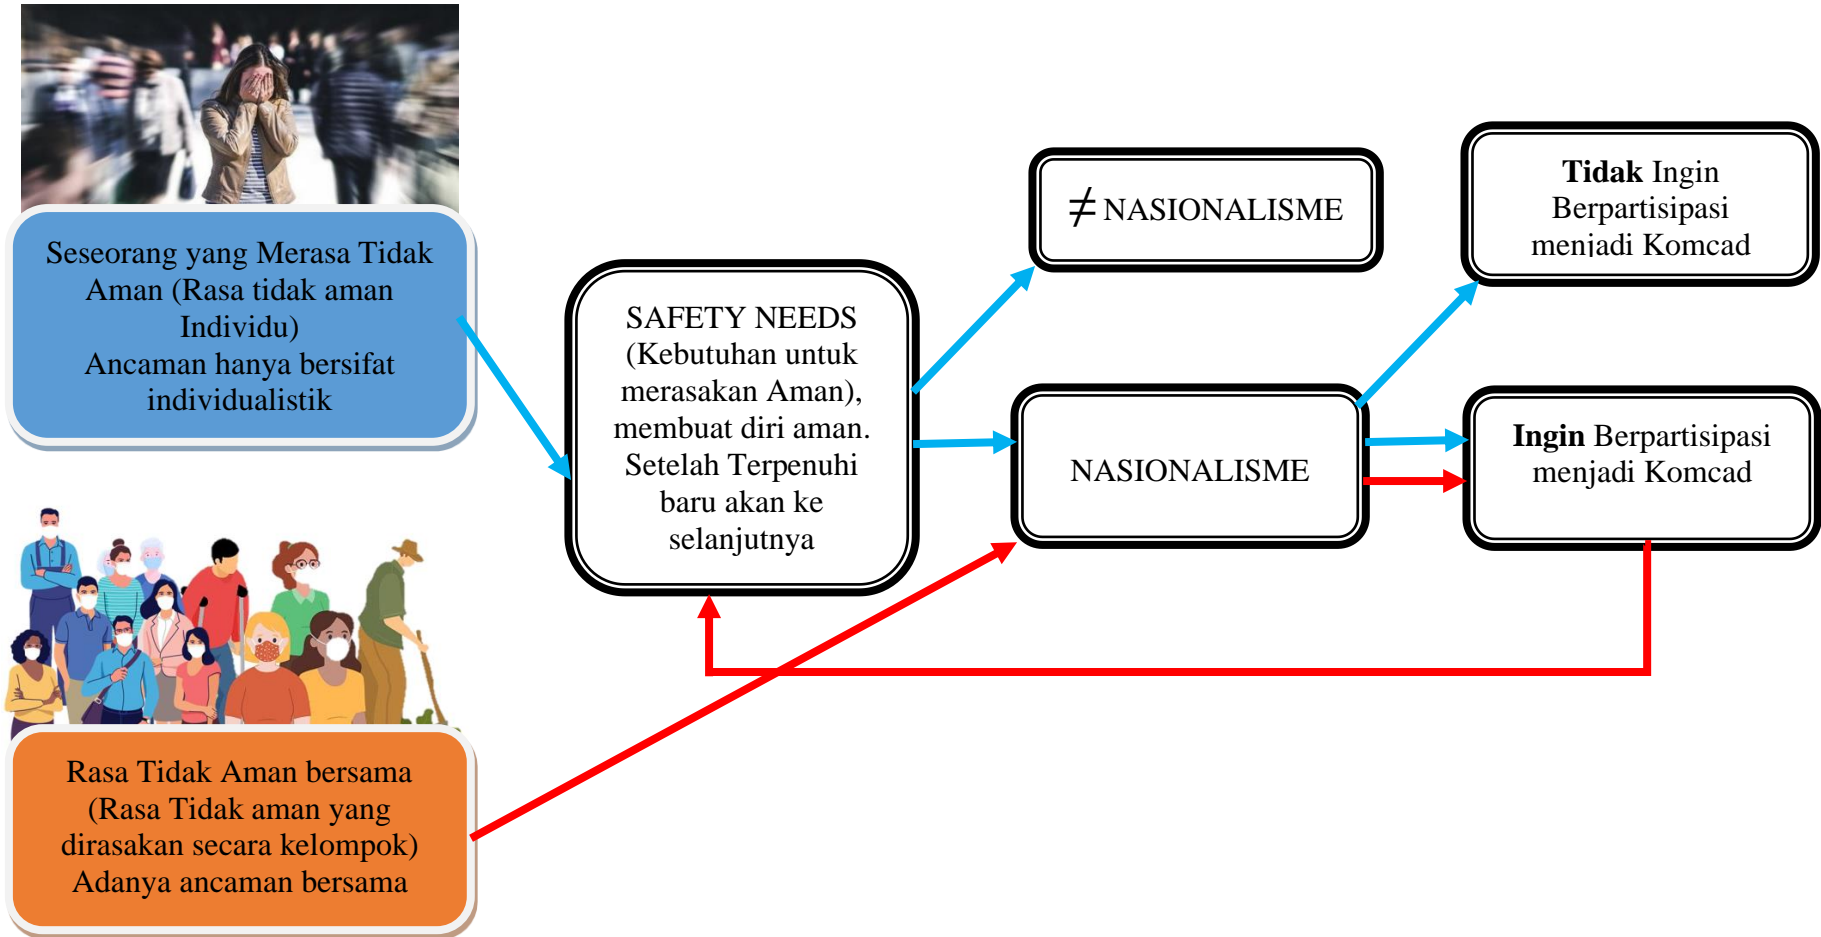 Seseorang yang Merasa Tidak
Aman (Rasa tidak aman
Individu)
Ancaman hanya bersifat
individualistik
SAFETY NEEDS
(Kebutuhan untuk
merasakan Aman),
membuat diri aman.
Setelah Terpenuhi
baru akan ke
selanjutnya
≠ NASIONALISME
NASIONALISME
Tidak Ingin
Berpartisipasi
menjadi Komcad
Ingin Berpartisipasi
menjadi Komcad
Rasa Tidak Aman bersama
(Rasa Tidak aman yang
dirasakan secara kelompok)
Adanya ancaman bersama